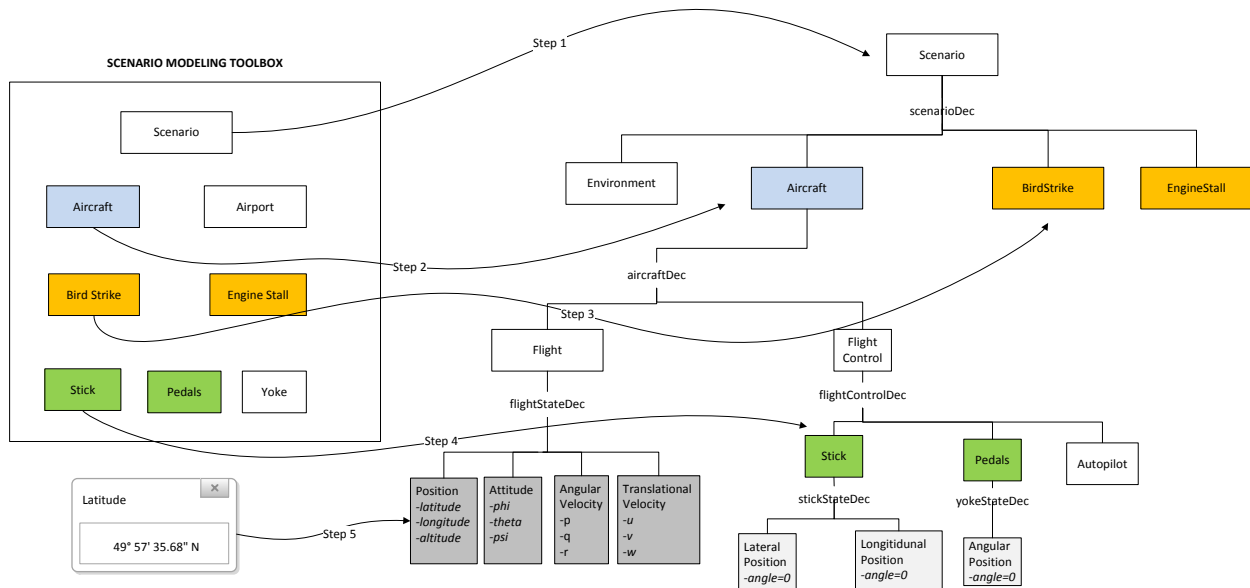 Step 1
Scenario
SCENARIO MODELING TOOLBOX
Scenario
scenarioDec
Environment
Aircraft
BirdStrike
EngineStall
Aircraft
Airport
Step 2
aircraftDec
Bird Strike
Engine Stall
Step 3
Flight
Flight
Control
Stick
Pedals
Yoke
flightStateDec
flightControlDec
Step 4
Stick
Pedals
Autopilot
Latitude
49° 57' 35.68" N
Step 5
Position
-latitude
-longitude
-altitude
Attitude
-phi
-theta
-psi
Angular
Velocity
-p
-q
-r
Translational
Velocity
-u
-v
-w
stickStateDec
yokeStateDec
Lateral
Position
-angle=0
Longitidunal
Position
-angle=0
Angular
Position
-angle=0